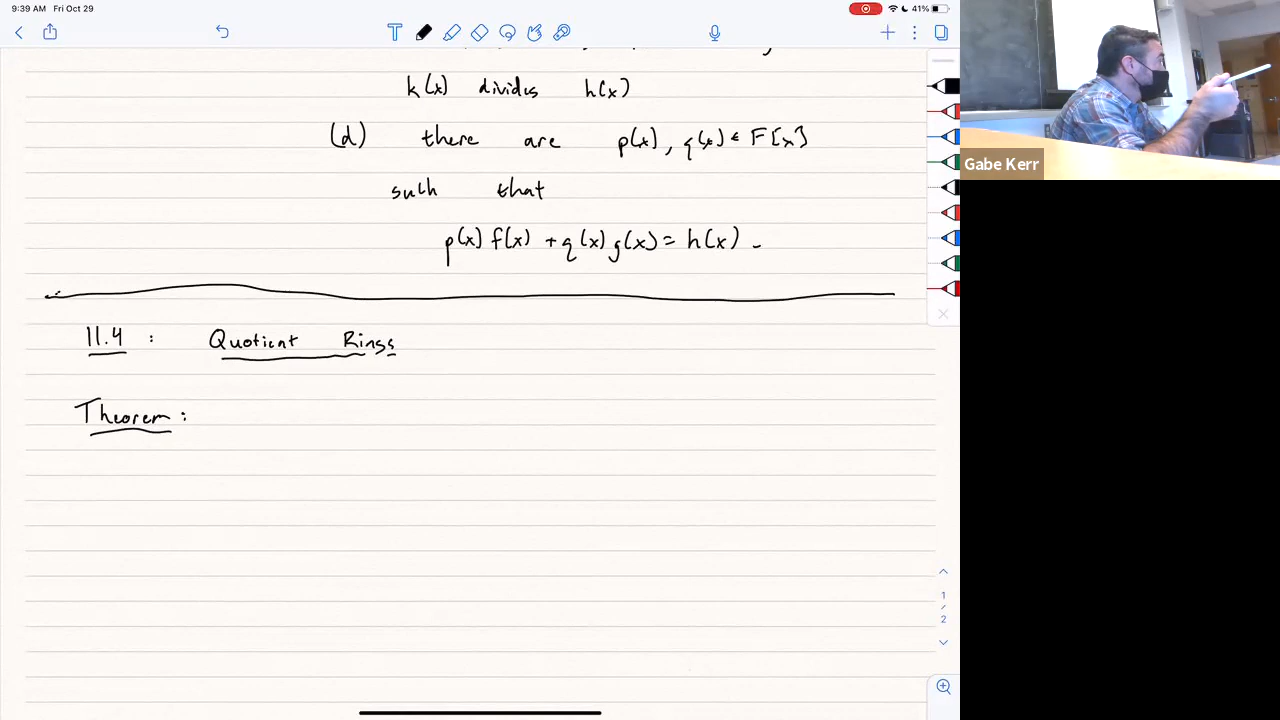 9:39 AM Fri Oct 29
41%
k(x) divides h(x)
(d) there are p(x), q(x) ∈ F[x]
such that
p(x) f(x) + q(x) g(x) = h(x) -
11.4 : Quotient Rings
Theorem:
Gabe Kerr
1
/
2